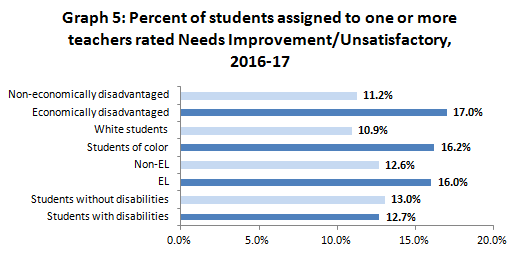 Graph 5: Percent of students assigned to one or more
teachers rated Needs Improvement/Unsatisfactory,
2016-17
Non-economically disadvantaged 11.2%
Economically disadvantaged 17.0%
White students 10.9%
Students of color 16.2%
Non-EL 12.6%
EL 16.0%
Students without disabilities 13.0%
Students with disabilities 12.7%
0.0% 5.0% 10.0% 15.0% 20.0%